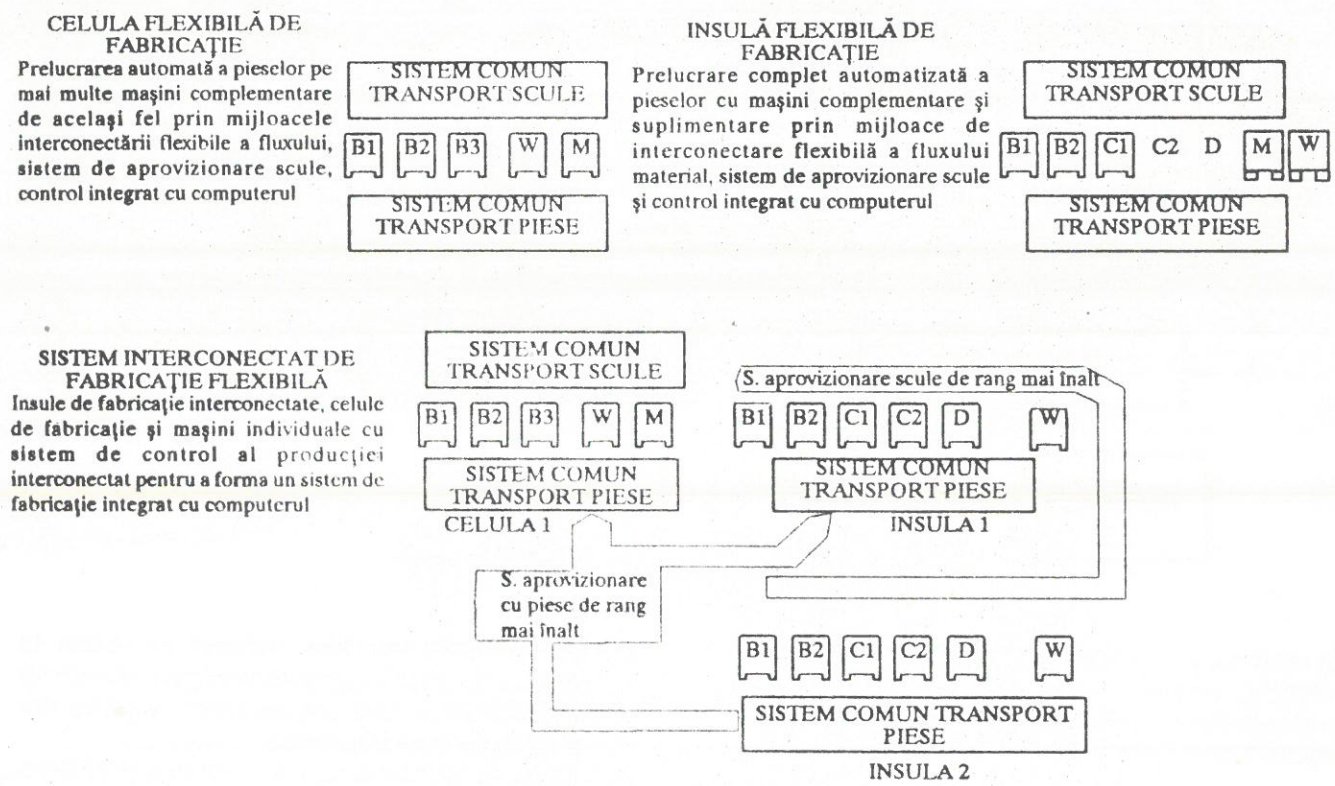 CELULA FLEXIBILĂ DE
FABRICAȚIE
Prelucrarea automată a pieselor pe
mai multe mașini complementare
de același fel prin mijloacele
interconectării flexibile a fluxului,
sistem de aprovizionare scule,
control integrat cu computerul
SISTEM COMUN
TRANSPORT SCULE
B1 B2 B3 W M
SISTEM COMUN
TRANSPORT PIESE
INSULĂ FLEXIBILĂ DE
FABRICAȚIE
Prelucrare complet automatizată a
pieselor cu mașini complementare și
suplimentare prin mijloace de
interconectare flexibilă a fluxului
material, sistem de aprovizionare scule
și control integrat cu computerul
SISTEM COMUN
TRANSPORT SCULE
B1 B2 C1 C2 D M W
SISTEM COMUN
TRANSPORT PIESE
SISTEM INTERCONECTAT DE
FABRICAȚIE FLEXIBILĂ
Insule de fabricație interconectate, celule
de fabricație și mașini individuale cu
sistem de control al producției
interconectat pentru a forma un sistem de
fabricație integrat cu computerul
SISTEM COMUN
TRANSPORT SCULE
B1 B2 B3 W M
SISTEM COMUN
TRANSPORT PIESE
CELULA 1
S. aprovizionare scule de rang mai înalt
B1 B2 C1 C2 D W
SISTEM COMUN
TRANSPORT PIESE
INSULA 1
S. aprovizionare
cu piese de rang
mai înalt
B1 B2 C1 C2 D W
SISTEM COMUN TRANSPORT
PIESE
INSULA 2